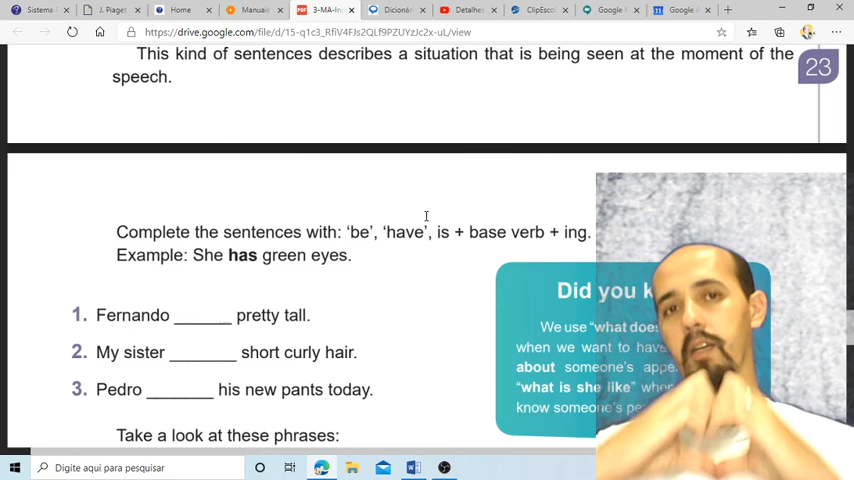 Sistema
J. Piaget
Home
Manuais
3-MA-In
Dicionári
Detalhes
ClipEsco
Google
Google
https://drive.google.com/file/d/15-q1c3_RfiV4FJs2QLf9PZUYzJc2x-uL/view
This kind of sentences describes a situation that is being seen at the moment of the
speech.
23
Complete the sentences with: ‘be’, ‘have’, is + base verb + ing.
Example: She has green eyes.
1. Fernando ______ pretty tall.
2. My sister _______ short curly hair.
3. Pedro _______ his new pants today.
Take a look at these phrases:
Did you k
We use “what does
when we want to have
about someone's appe
“what is she like” when
know someone's pe
Digite aqui para pesquisar